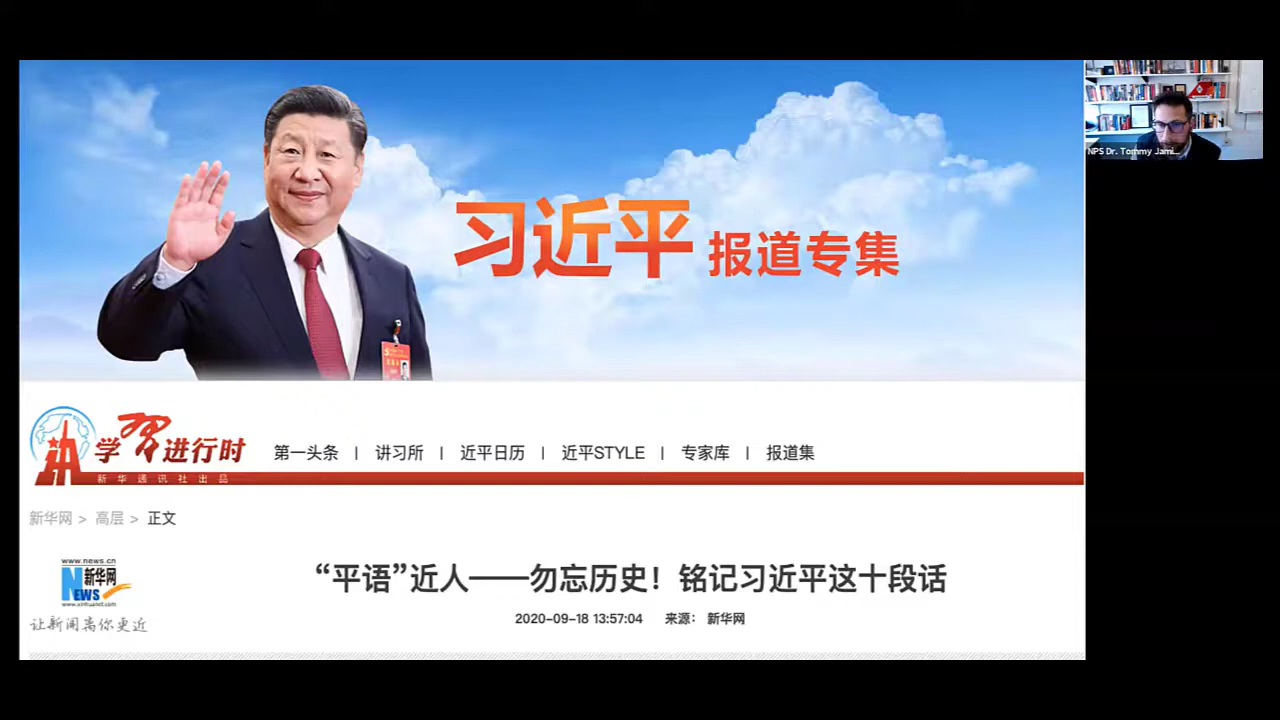 习近平 报道专集
NPS Dr. Tommy Jami...
学习进行时
新华通讯社出品
第一头条 | 讲习所 | 近平日历 | 近平STYLE | 专家库 | 报道集
新华网 > 高层 > 正文
www.news.cn
新华网
NEWS
www.xinhuanet.com
让新闻离你更近
“平语”近人——勿忘历史！铭记习近平这十段话
2020-09-18 13:57:04 来源： 新华网